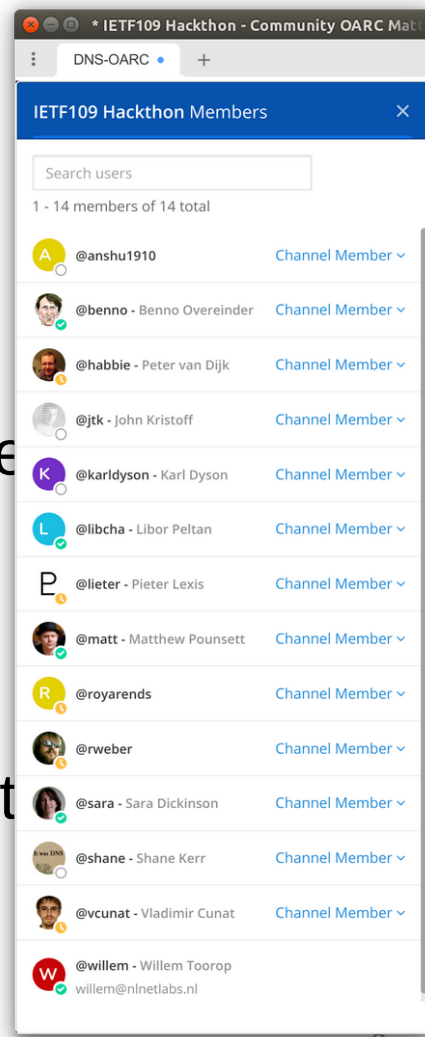 * IETF109 Hackthon - Community OARC Matt
DNS-OARC
+
IETF109 Hackthon Members
×
Search users
1 - 14 members of 14 total
A @anshu1910 Channel Member
@benno - Benno Overeinder Channel Member
@habbie - Peter van Dijk Channel Member
@jtk - John Kristoff Channel Member
e
K @karldyson - Karl Dyson Channel Member
L @libcha - Libor Peltan Channel Member
P @lieter - Pieter Lexis Channel Member
@matt - Matthew Pounsett Channel Member
R @royarends Channel Member
@rweber Channel Member
t
@sara - Sara Dickinson Channel Member
It was DNS @shane - Shane Kerr Channel Member
@vcunat - Vladimir Cunat Channel Member
W @willem - Willem Toorop
willem@nlnetlabs.nl